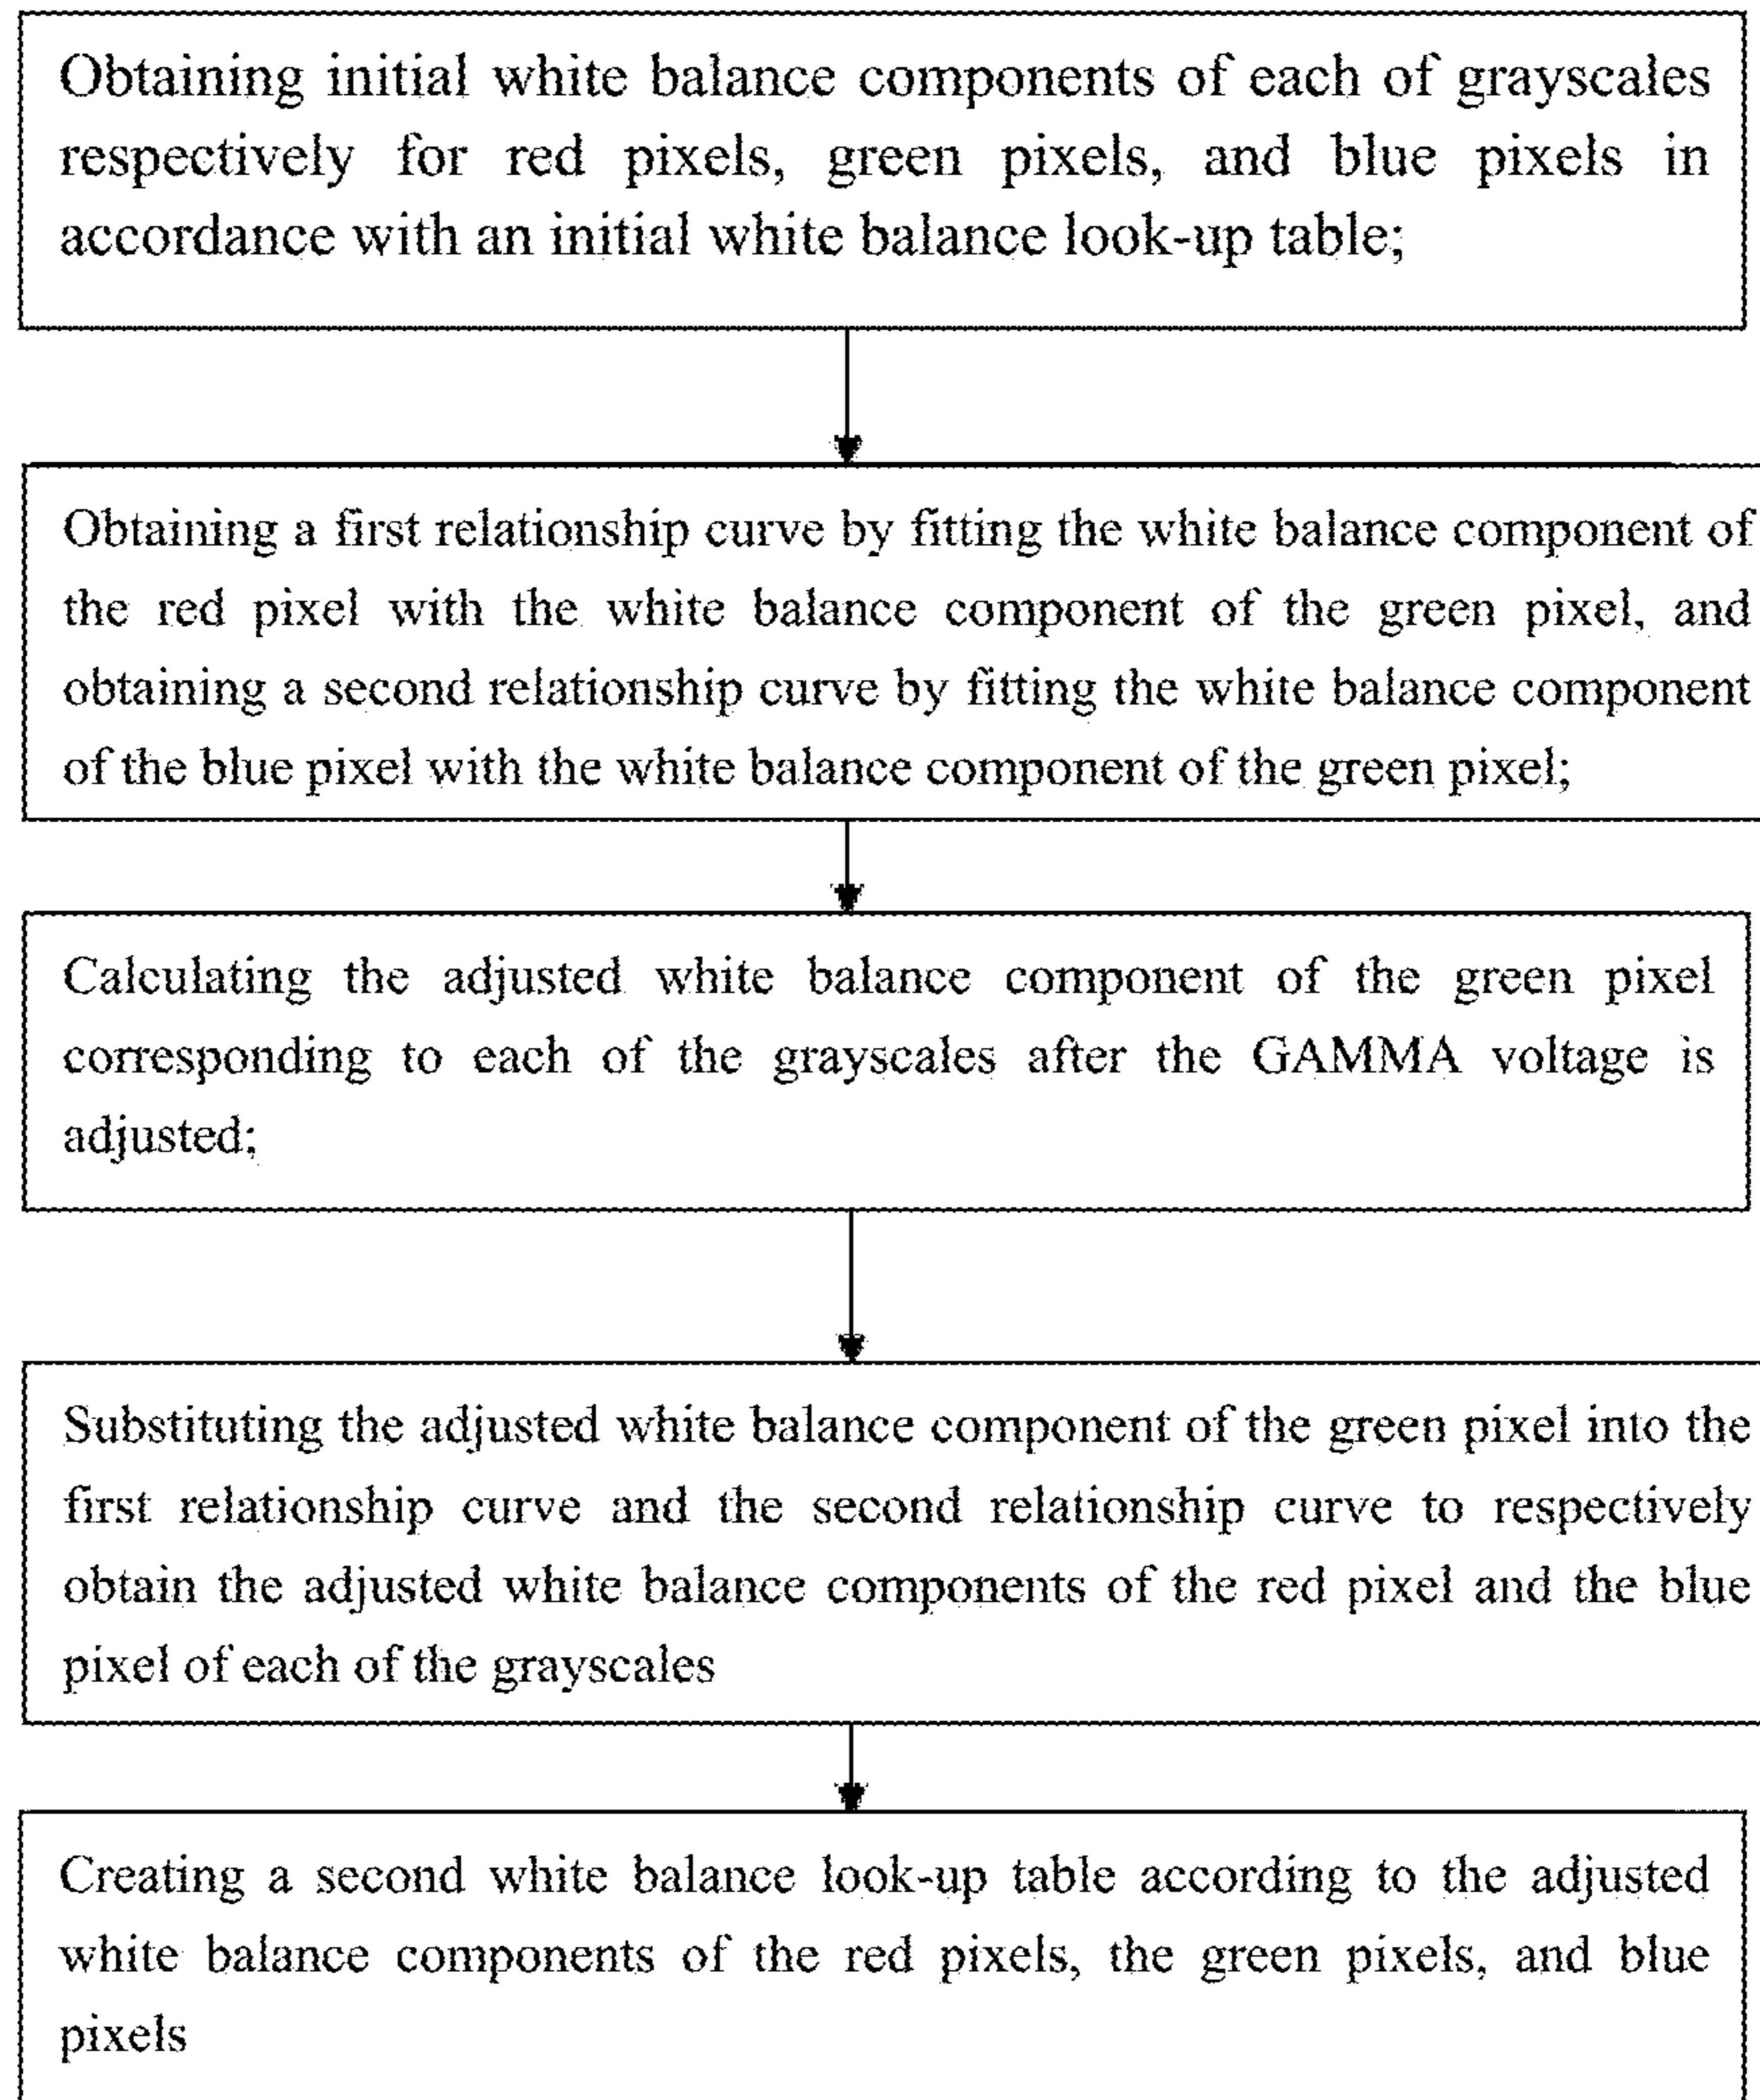 Obtaining initial white balance components of each of grayscales
respectively for red pixels, green pixels, and blue pixels in
accordance with an initial white balance look-up table;
Obtaining a first relationship curve by fitting the white balance component of
the red pixel with the white balance component of the green pixel, and
obtaining a second relationship curve by fitting the white balance component
of the blue pixel with the white balance component of the green pixel;
Calculating the adjusted white balance component of the green pixel
corresponding to each of the grayscales after the GAMMA voltage is
adjusted;
Substituting the adjusted white balance component of the green pixel into the
first relationship curve and the second relationship curve to respectively
obtain the adjusted white balance components of the red pixel and the blue
pixel of each of the grayscales
Creating a second white balance look-up table according to the adjusted
white balance components of the red pixels, the green pixels, and blue
pixels